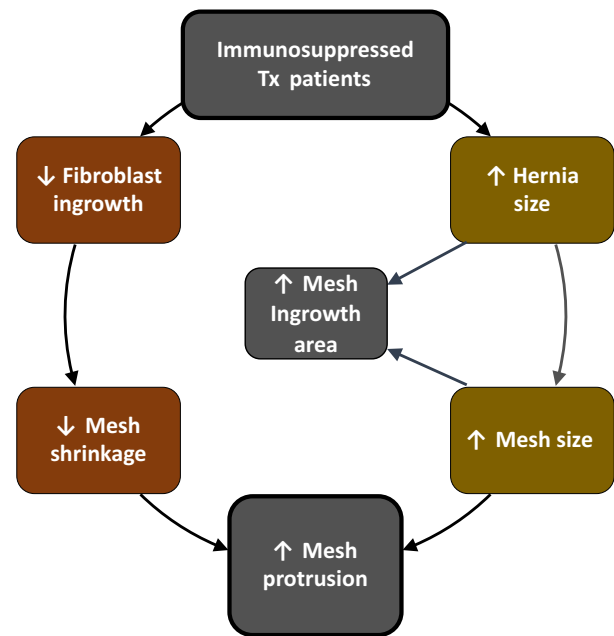 Immunosuppressed
Tx patients
↓ Fibroblast
ingrowth
↑ Hernia
size
↑ Mesh
Ingrowth
area
↓ Mesh
shrinkage
↑ Mesh size
↑ Mesh
protrusion